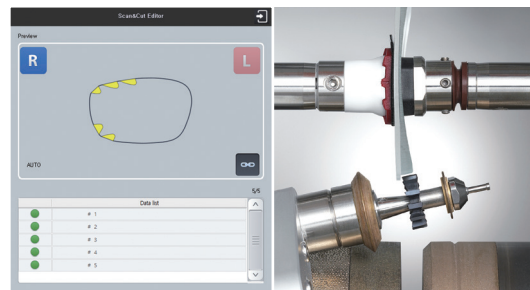 Scan&Cut Editor
Preview
R
L
AUTO
5/5
Data list
# 1
# 2
# 3
# 4
# 5